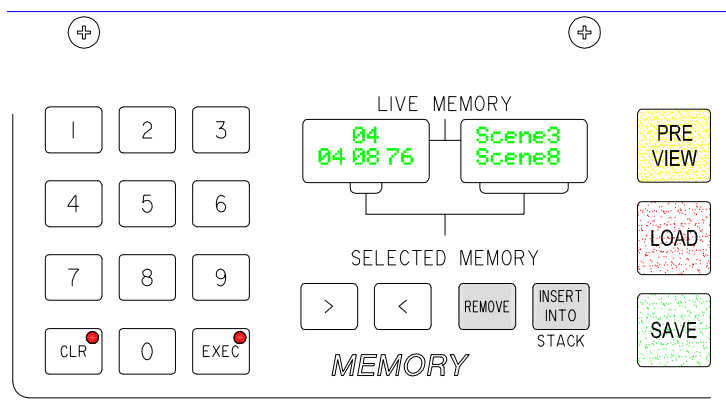 LIVE MEMORY
1 2 3
04
04 08 76
Scene3
Scene8
PRE
VIEW
4 5 6
LOAD
SELECTED MEMORY
7 8 9
> <
REMOVE
INSERT
INTO
STACK
SAVE
CLR 0 EXEC
MEMORY